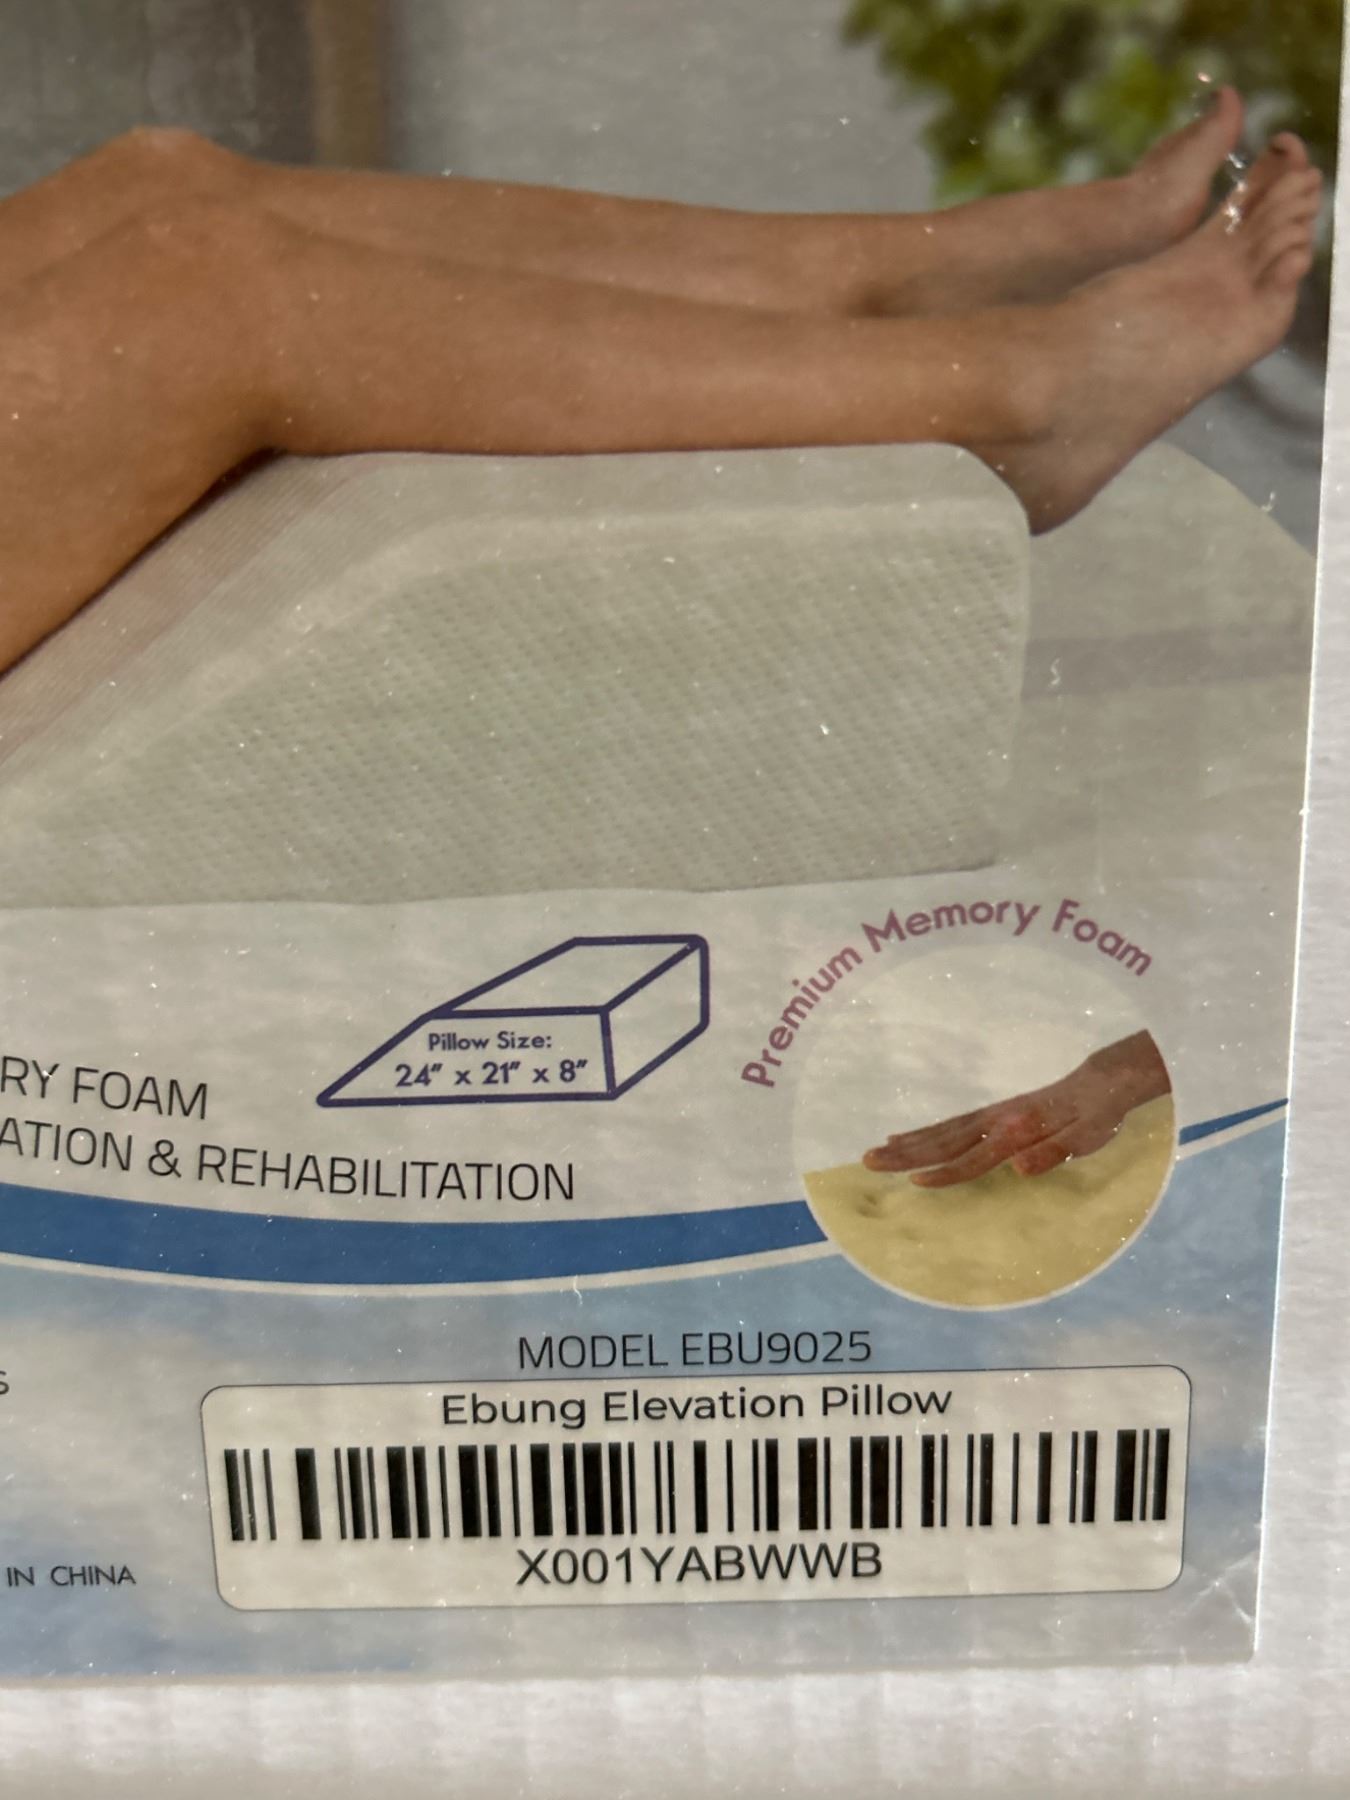 Premium Memory Foam
Pillow Size:
24" x 21" x 8"
RY FOAM
ATION & REHABILITATION
MODEL EBU9025
S
Ebung Elevation Pillow
X001YABWWB
IN CHINA